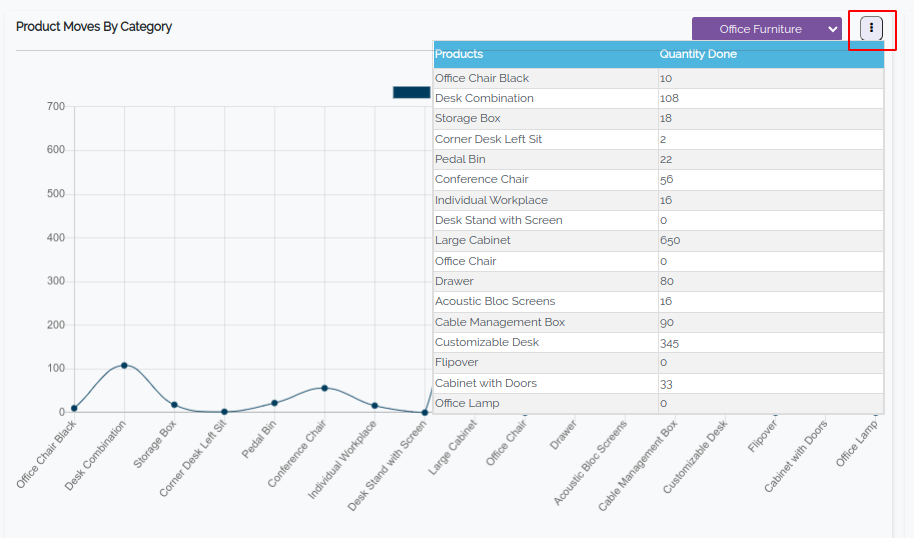 Product Moves By Category
Office Furniture
Products Quantity Done
Office Chair Black 10
Desk Combination 108
Storage Box 18
Corner Desk Left Sit 2
Pedal Bin 22
Conference Chair 56
Individual Workplace 16
Desk Stand with Screen 0
Large Cabinet 650
Office Chair 0
Drawer 80
Acoustic Bloc Screens 16
Cable Management Box 90
Customizable Desk 345
Flipover 0
Cabinet with Doors 33
Office Lamp 0
700
600
500
400
300
200
100
0
Office Chair Black
Desk Combination
Storage Box
Corner Desk Left Sit
Pedal Bin
Conference Chair
Individual Workplace
Desk Stand with a Screen
Large Cabinet
Office Chair
Drawer
Acoustic Bloc Screens
Cable Management Box
Customizable Desk
Flipover
Cabinet with Doors
Office Lamp